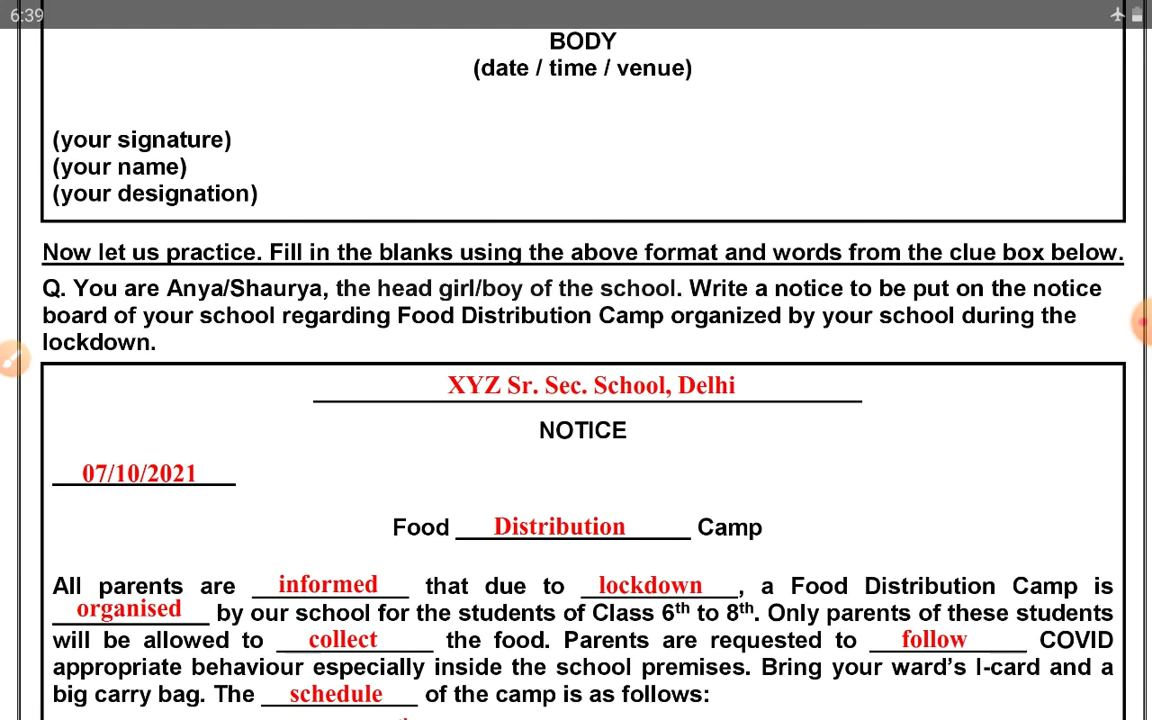 6:39
BODY
(date / time / venue)
(your signature)
(your name)
(your designation)
Now let us practice. Fill in the blanks using the above format and words from the clue box below.
Q. You are Anya/Shaurya, the head girl/boy of the school. Write a notice to be put on the notice
board of your school regarding Food Distribution Camp organized by your school during the
lockdown.
XYZ Sr. Sec. School, Delhi
NOTICE
07/10/2021
Food Distribution Camp
All parents are informed that due to lockdown, a Food Distribution Camp is
organised by our school for the students of Class 6th to 8th. Only parents of these students
will be allowed to collect the food. Parents are requested to follow COVID
appropriate behaviour especially inside the school premises. Bring your ward's I-card and a
big carry bag. The schedule of the camp is as follows: